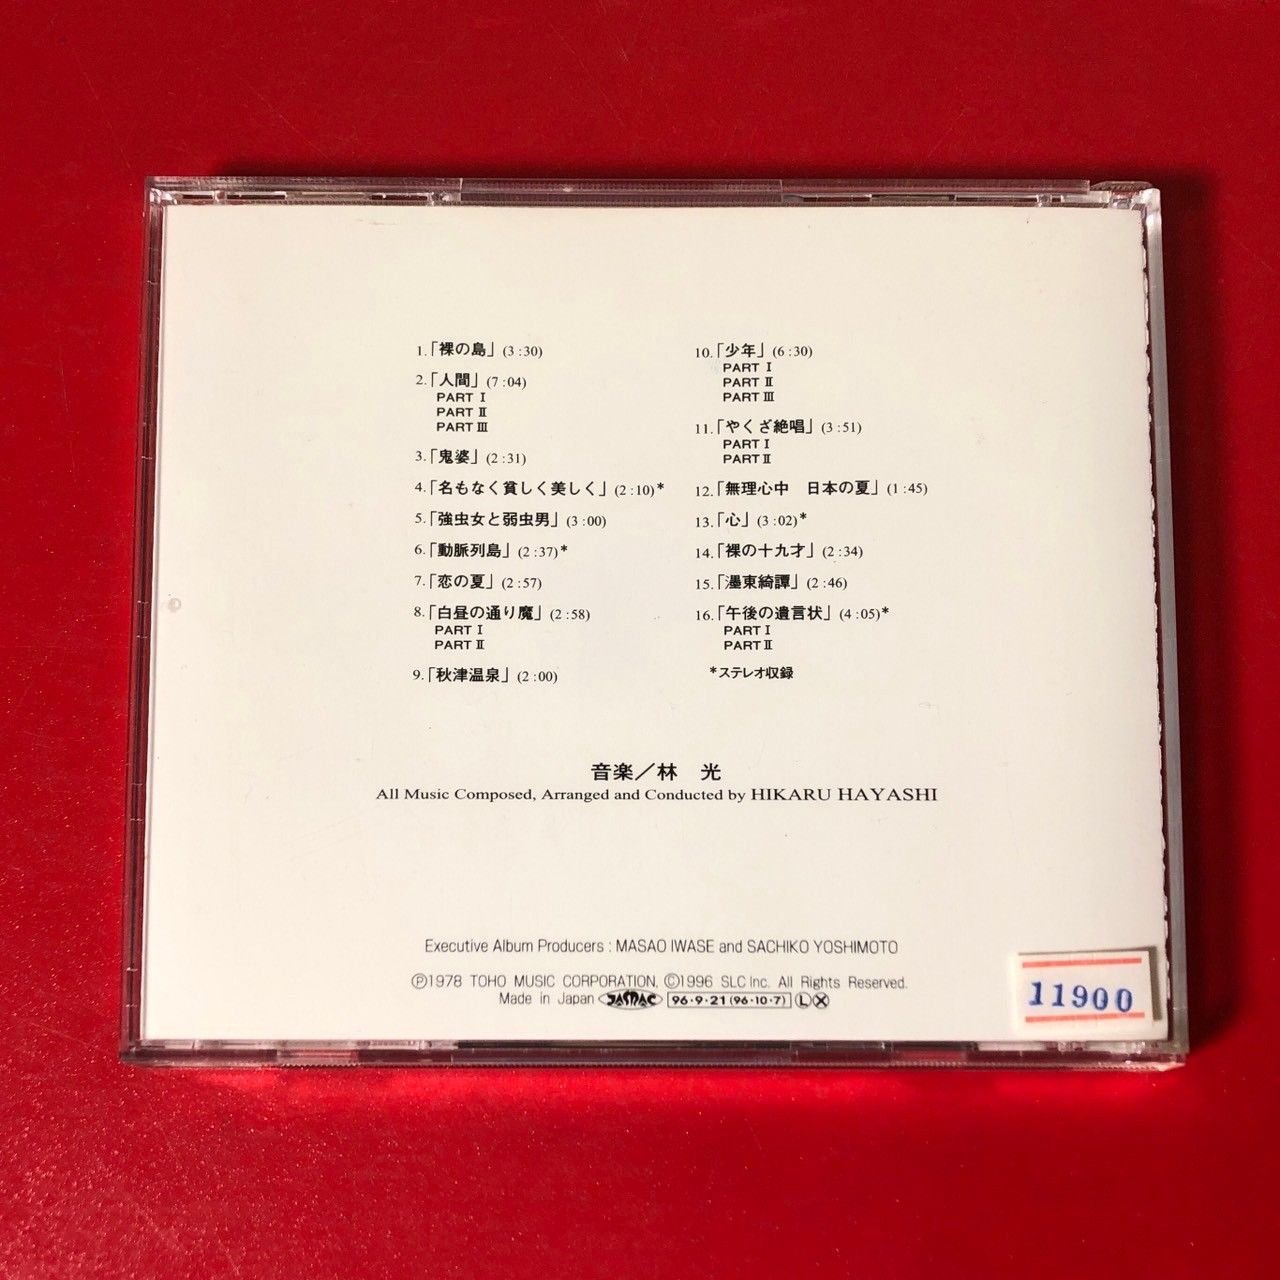 1.「裸の島」(3:30)
2.「人間」(7:04)
PART Ⅰ
PART Ⅱ
PART Ⅲ
3.「鬼婆」(2:31)
4.「名もなく貧しく美しく」(2:10)*
5.「強虫女と弱虫男」(3:00)
6.「動脈列島」(2:37)*
7.「恋の夏」(2:57)
8.「白昼の通り魔」(2:58)
PART Ⅰ
PART Ⅱ
9.「秋津温泉」(2:00)
10.「少年」(6:30)
PART Ⅰ
PART Ⅱ
PART Ⅲ
11.「やくざ絶唱」(3:51)
PART Ⅰ
PART Ⅱ
12.「無理心中　日本の夏」(1:45)
13.「心」(3:02)*
14.「裸の十九才」(2:34)
15.「濹東綺譚」(2:46)
16.「午後の遺言状」(4:05)*
PART Ⅰ
PART Ⅱ
*ステレオ収録
音楽／林　光
All Music Composed, Arranged and Conducted by HIKARU HAYASHI
Executive Album Producers : MASAO IWASE and SACHIKO YOSHIMOTO
Ⓟ1978 TOHO MUSIC CORPORATION, Ⓒ1996 SLC Inc. All Rights Reserved.
Made in Japan JASRAC 96・9・21(96・10・7) Ⓛ Ⓧ
11900